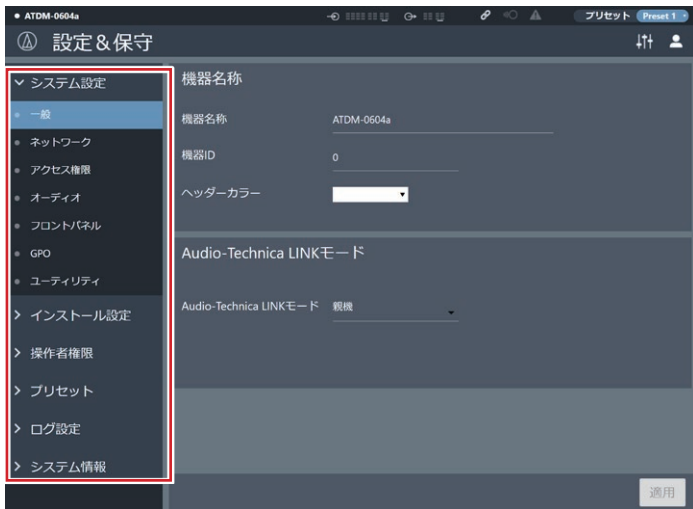 ATDM-0604a
プリセット Preset 1
設定＆保守
システム設定
一般
ネットワーク
アクセス権限
オーディオ
フロントパネル
GPO
ユーティリティ
インストール設定
操作者権限
プリセット
ログ設定
システム情報
機器名称
機器名称 ATDM-0604a
機器ID 0
ヘッダーカラー
Audio-Technica LINKモード
Audio-Technica LINKモード 親機
適用